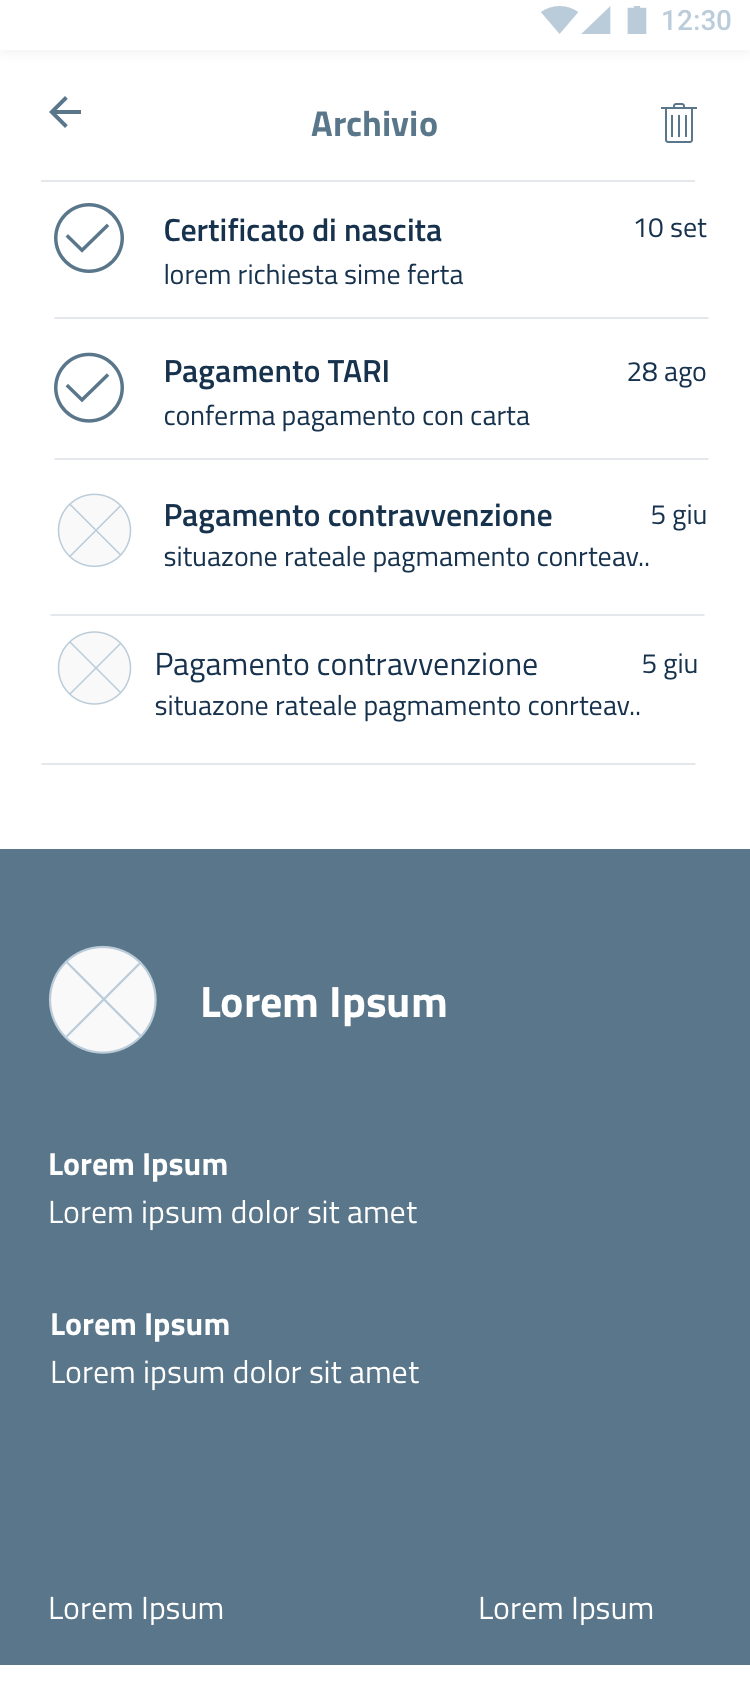 12:30
Archivio
Certificato di nascita 10 set
lorem richiesta sime ferta
Pagamento TARI 28 ago
conferma pagamento con carta
Pagamento contravvenzione 5 giu
situazone rateale pagmamento conrteav..
Pagamento contravvenzione 5 giu
situazone rateale pagmamento conrteav..
Lorem Ipsum
Lorem Ipsum
Lorem ipsum dolor sit amet
Lorem Ipsum
Lorem ipsum dolor sit amet
Lorem Ipsum Lorem Ipsum